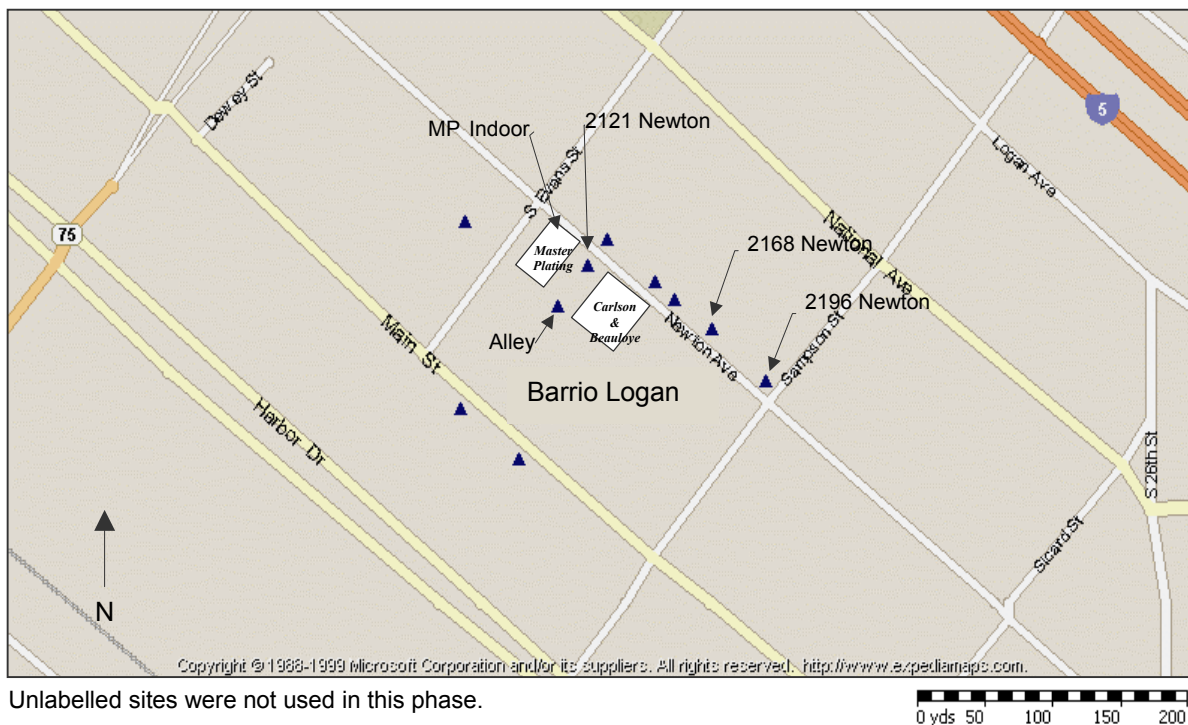 Dewey St
MP Indoor
2121 Newton
5
Logan Ave
S Evans St
75
National Ave
Master
Plating
2168 Newton
Carlson
&
Beauloye
2196 Newton
Alley
Newton Ave
Sampson St
Main St
Barrio Logan
Harbor Dr
S 26th St
Sicard St
N
Copyright © 1988-1999 Microsoft Corporation and/or its suppliers. All rights reserved. http://www.expediamaps.com.
Unlabelled sites were not used in this phase.
0 yds 50 100 150 200